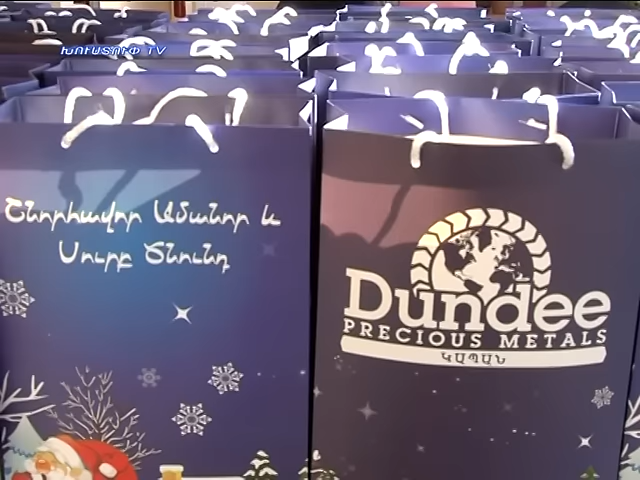 ԽՈՒՍՏՈՒՓ TV
Շնորհավոր Ամանոր և
Սուրբ Ծնունդ
Dundee
PRECIOUS METALS
ԿԱՊԱՆ